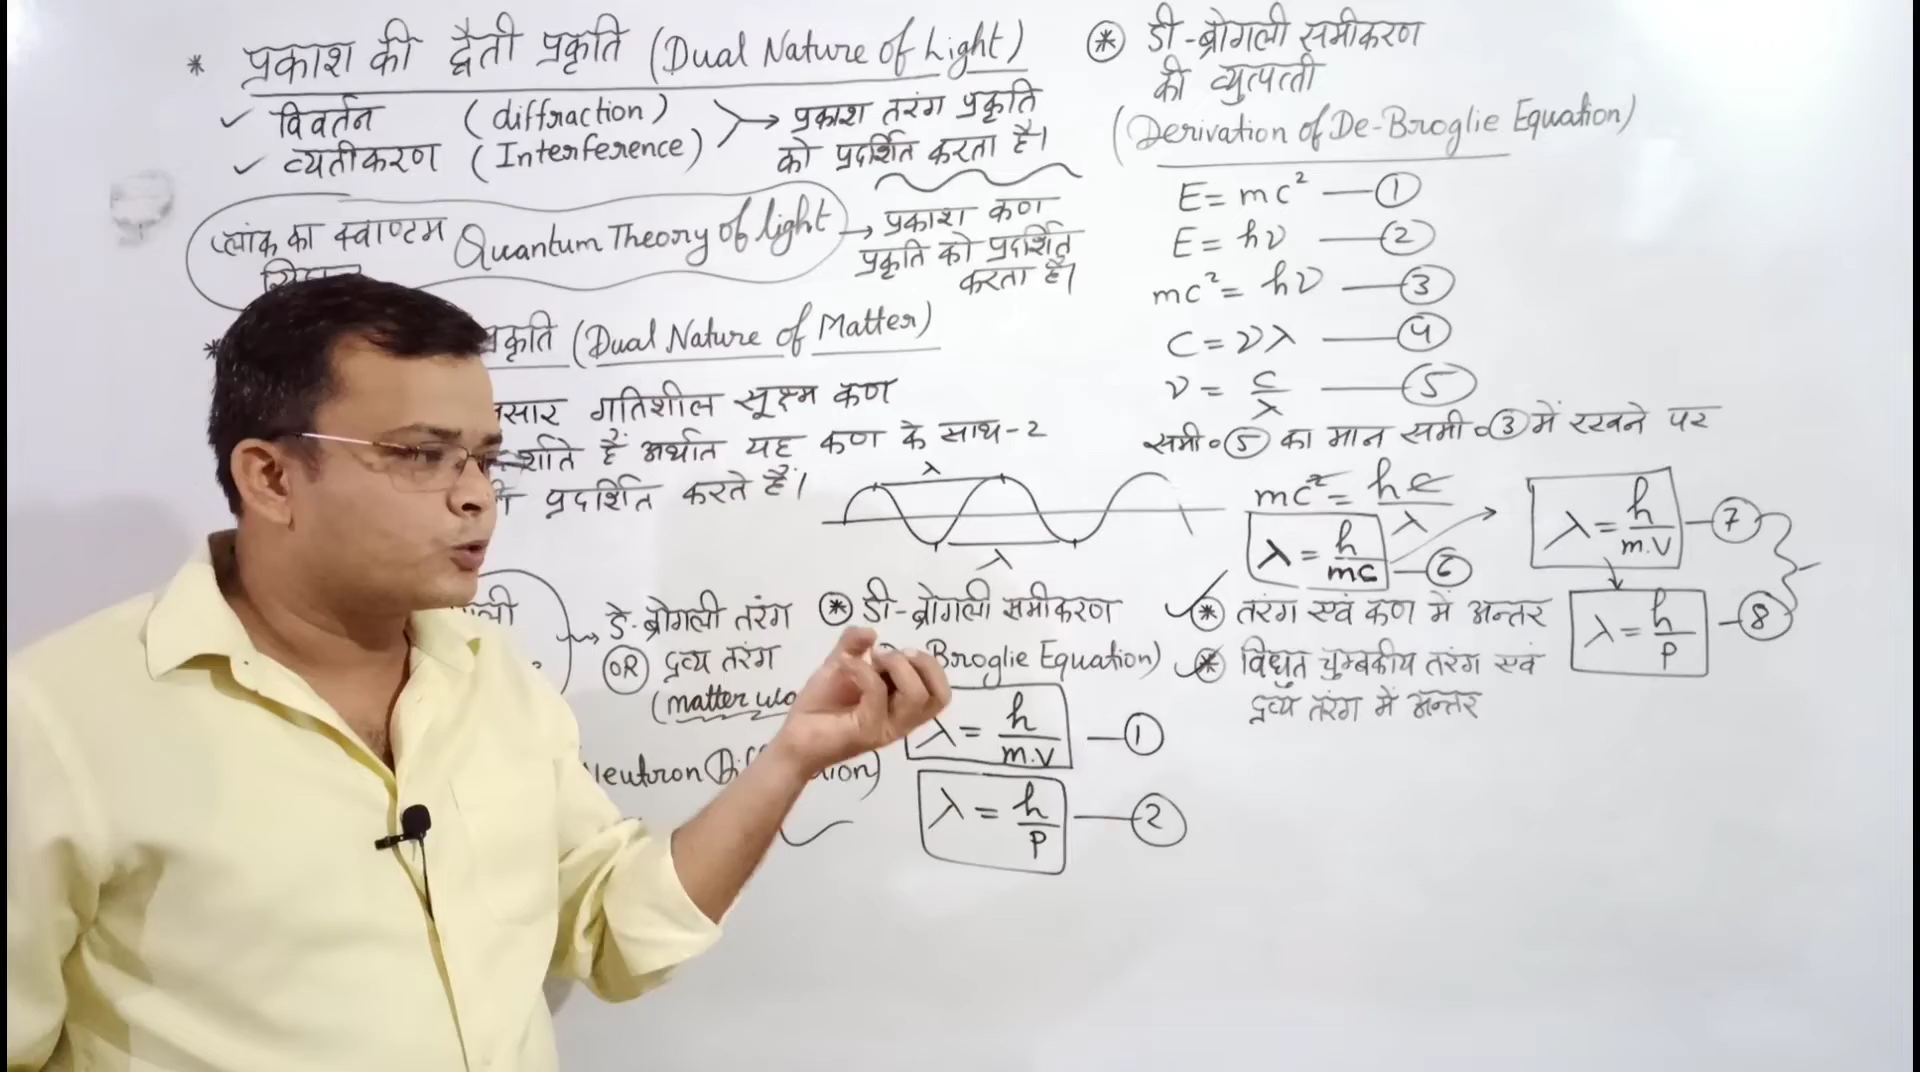 * प्रकाश की द्वैती प्रकृति (Dual Nature of Light)
✓ विवर्तन (diffraction)
✓ व्यतीकरण (Interference)
→ प्रकाश तरंग प्रकृति
को प्रदर्शित करता है।
प्लांक का क्वाण्टम Quantum Theory of light
→ प्रकाश कण
प्रकृति को प्रदर्शित
करता है।
* (Dual Nature of Matter)
गतिशील सूक्ष्म कण
हैं अर्थात यह कण के साथ-2
प्रदर्शित करते हैं।
λ
λ
→ डे-ब्रोगली तरंग
OR द्रव्य तरंग
(matter
* डी-ब्रोगली समीकरण
Broglie Equation)
λ = h/m.v — 1
λ = h/p — 2
* डी-ब्रोगली समीकरण
की व्युत्पत्ती
(Derivation of De-Broglie Equation)
E = mc² — 1
E = hν — 2
mc² = hν — 3
C = νλ — 4
ν = c/λ — 5
समी० 5 का मान समी० 3 में रखने पर
mc² = hc/λ
λ = h/mc — 6
λ = h/m.v — 7
λ = h/p — 8
* तरंग एवं कण में अन्तर
* विद्युत चुम्बकीय तरंग एवं
द्रव्य तरंग में अन्तर